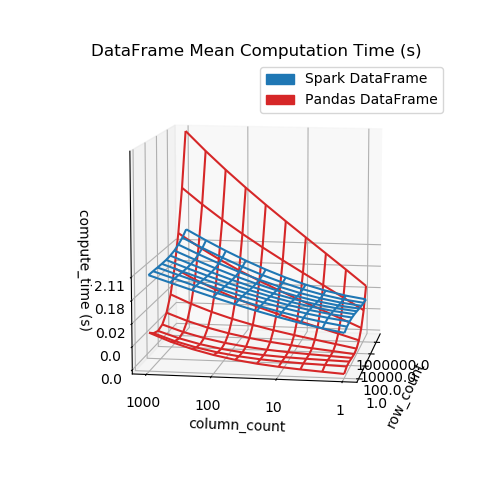 DataFrame Mean Computation Time (s)
Spark DataFrame
Pandas DataFrame
compute_time (s)
2.11
0.18
0.02
0.0
0.0
1000
100
10
1
column_count
1000000.0
10000.0
100.0
1.0
row_count